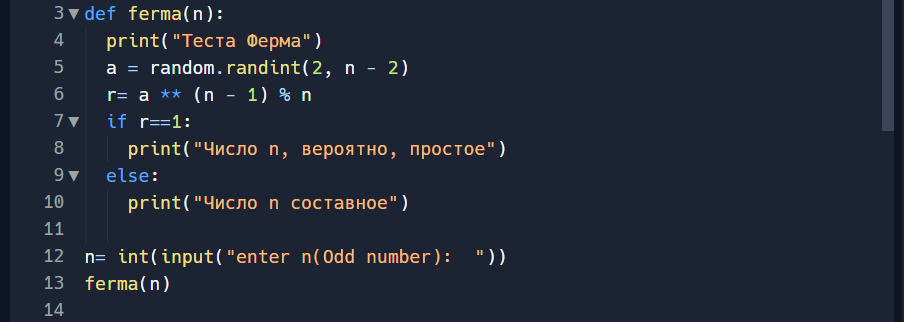 3 def ferma(n):
4 print("Теста Ферма")
5 a = random.randint(2, n - 2)
6 r= a ** (n - 1) % n
7 if r==1:
8 print("Число n, вероятно, простое")
9 else:
10 print("Число n составное")
11
12 n= int(input("enter n(Odd number):  "))
13 ferma(n)
14